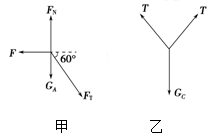 F_N
T T
F 60°
G_A F_T G_C
甲 乙